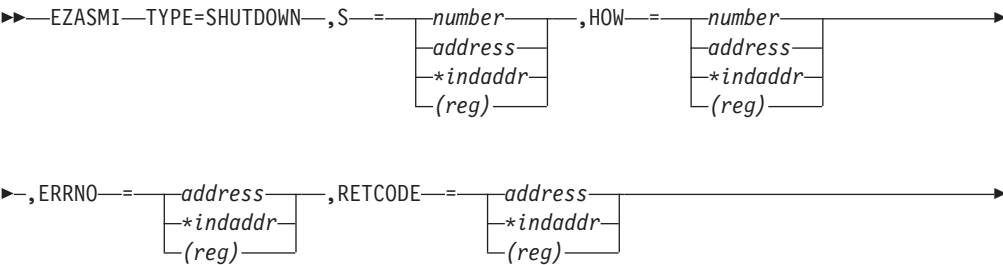 EZASMI TYPE=SHUTDOWN ,S = number ,HOW = number
address address
*indaddr *indaddr
(reg) (reg)
,ERRNO = address ,RETCODE = address
*indaddr *indaddr
(reg) (reg)